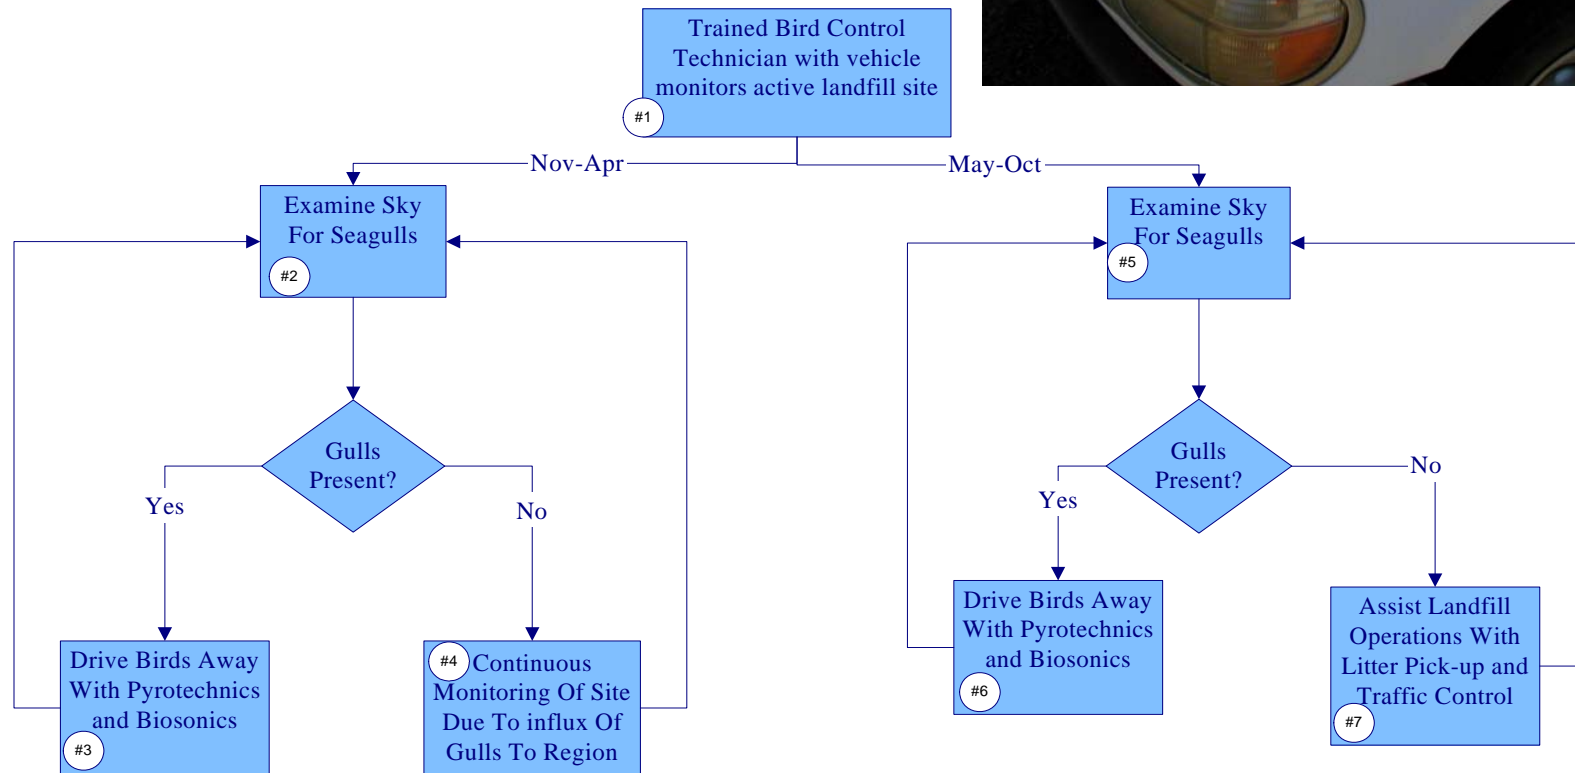 Trained Bird Control
Technician with vehicle
monitors active landfill site
#1
Nov-Apr
May-Oct
Examine Sky
For Seagulls
#2
Examine Sky
For Seagulls
#5
Gulls
Present?
Yes
No
Gulls
Present?
Yes
No
Drive Birds Away
With Pyrotechnics
and Biosonics
#3
#4
Continuous
Monitoring Of Site
Due To influx Of
Gulls To Region
Drive Birds Away
With Pyrotechnics
and Biosonics
#6
Assist Landfill
Operations With
Litter Pick-up and
Traffic Control
#7